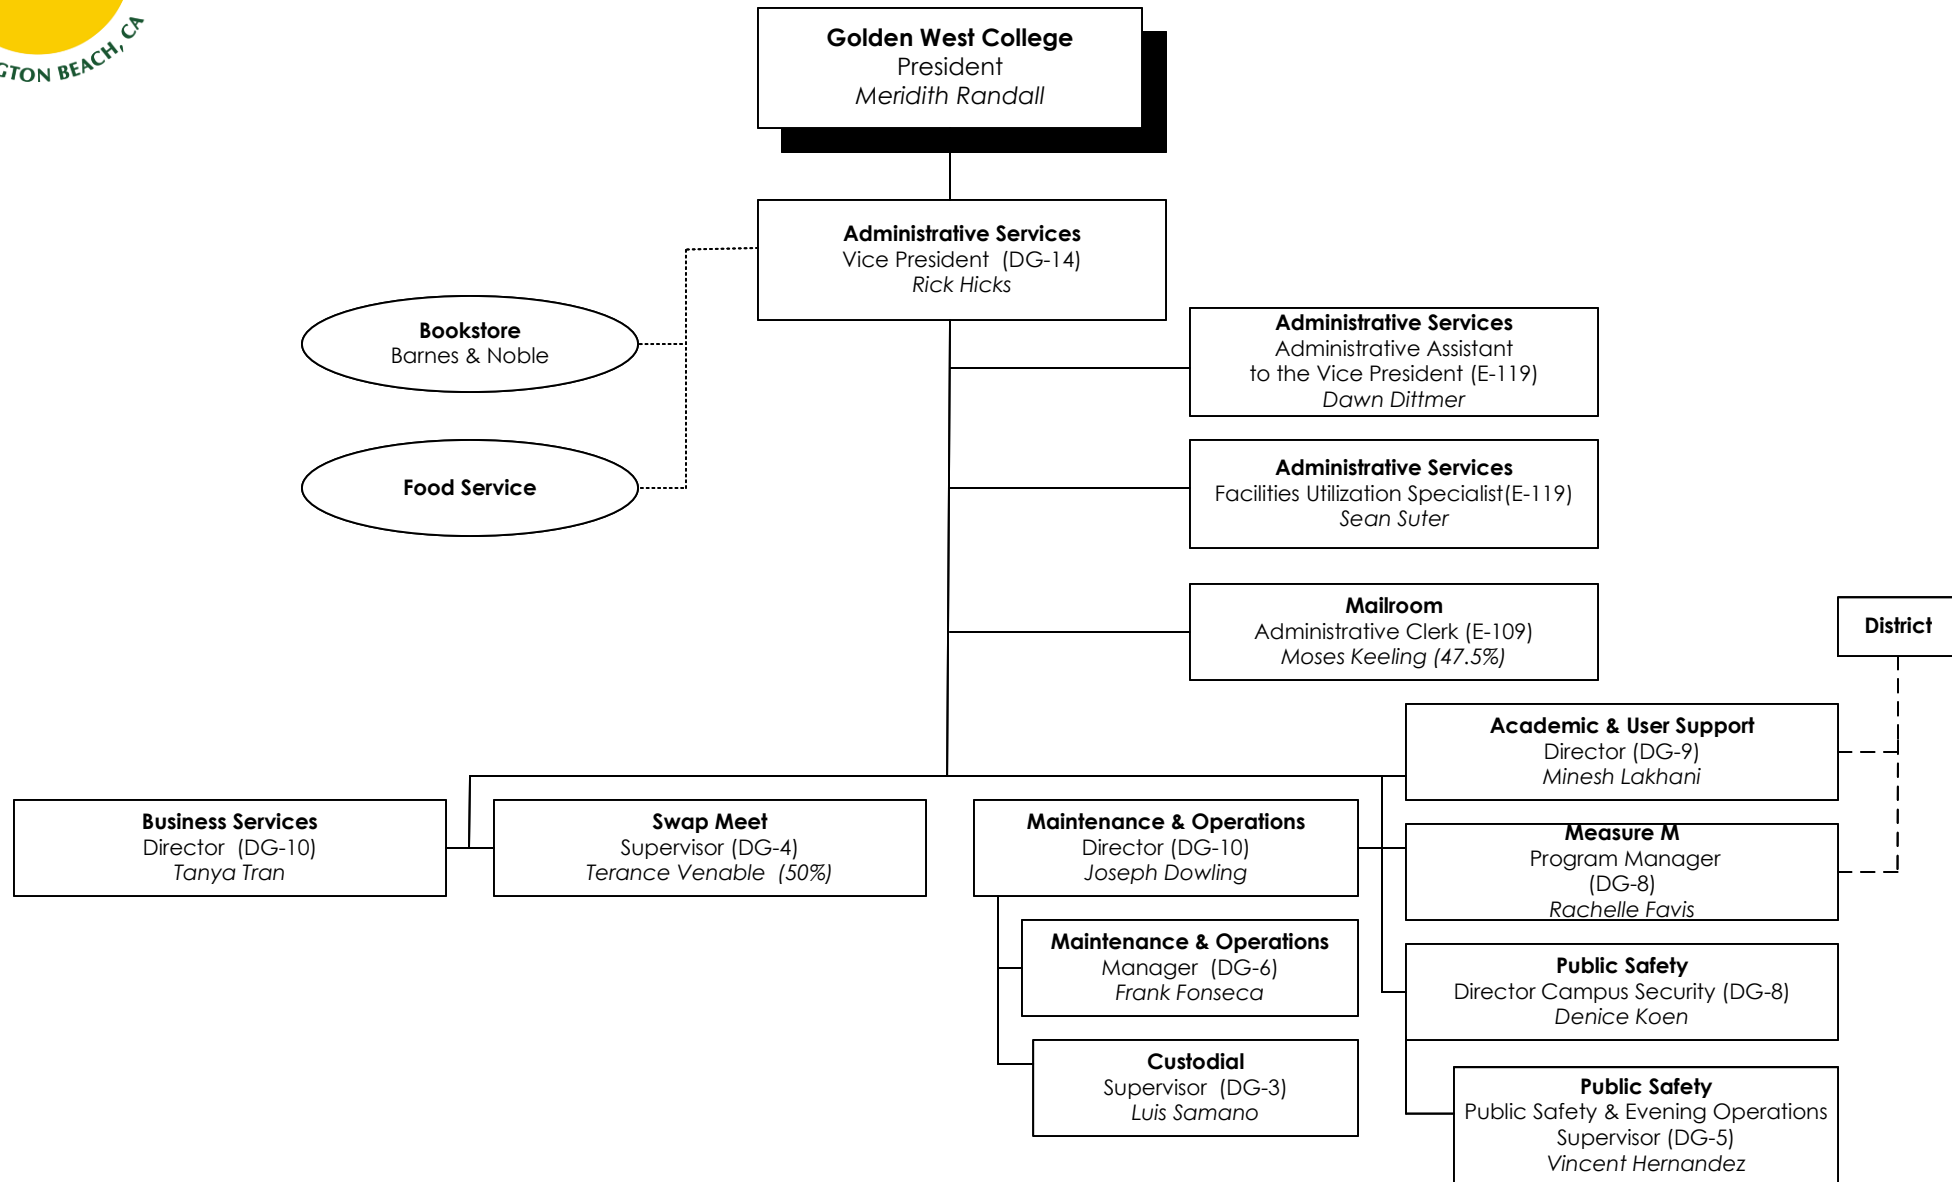 BEACH, CA
Golden West College
President
Meridith Randall
Administrative Services
Vice President (DG-14)
Rick Hicks
Bookstore
Barnes & Noble
Food Service
Administrative Services
Administrative Assistant
to the Vice President (E-119)
Dawn Dittmer
Administrative Services
Facilities Utilization Specialist(E-119)
Sean Suter
Mailroom
Administrative Clerk (E-109)
Moses Keeling (47.5%)
District
Academic & User Support
Director (DG-9)
Minesh Lakhani
Business Services
Director (DG-10)
Tanya Tran
Swap Meet
Supervisor (DG-4)
Terance Venable (50%)
Maintenance & Operations
Director (DG-10)
Joseph Dowling
Measure M
Program Manager
(DG-8)
Rachelle Favis
Maintenance & Operations
Manager (DG-6)
Frank Fonseca
Public Safety
Director Campus Security (DG-8)
Denice Koen
Custodial
Supervisor (DG-3)
Luis Samano
Public Safety
Public Safety & Evening Operations
Supervisor (DG-5)
Vincent Hernandez